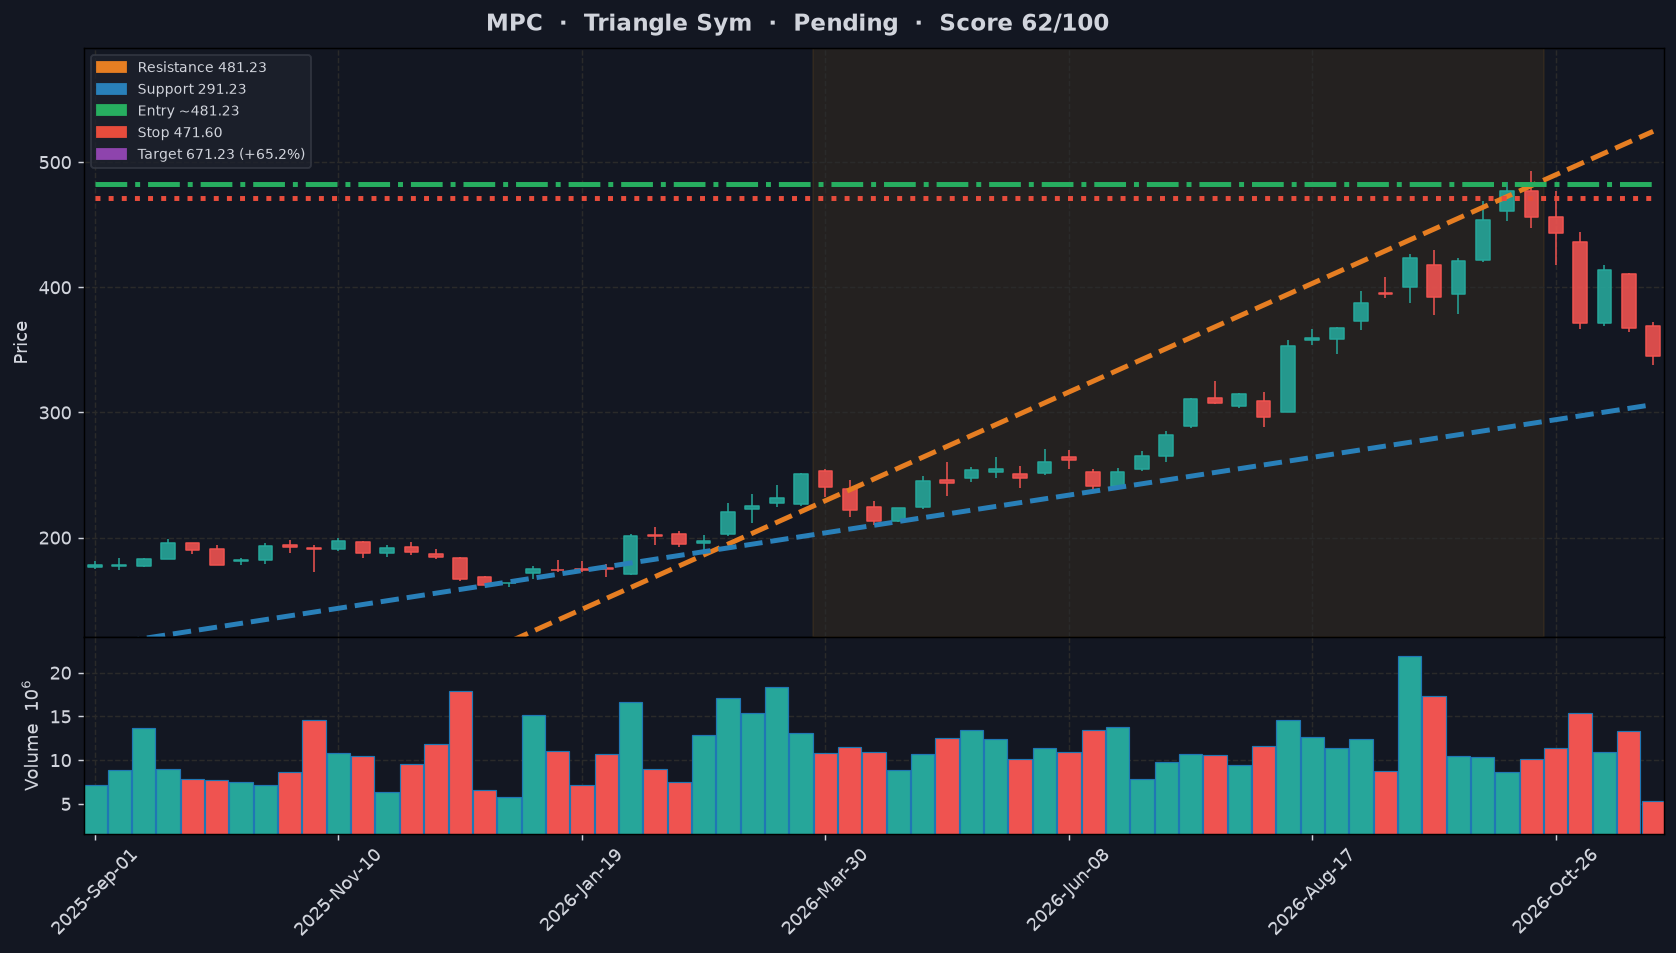 MPC · Triangle Sym · Pending · Score 62/100
Resistance 481.23
Support 291.23
Entry ~481.23
Stop 471.60
Target 671.23 (+65.2%)
Price
500
400
300
200
Volume 10⁶
20
15
10
5
2025-Sep-01
2025-Nov-10
2026-Jan-19
2026-Mar-30
2026-Jun-08
2026-Aug-17
2026-Oct-26